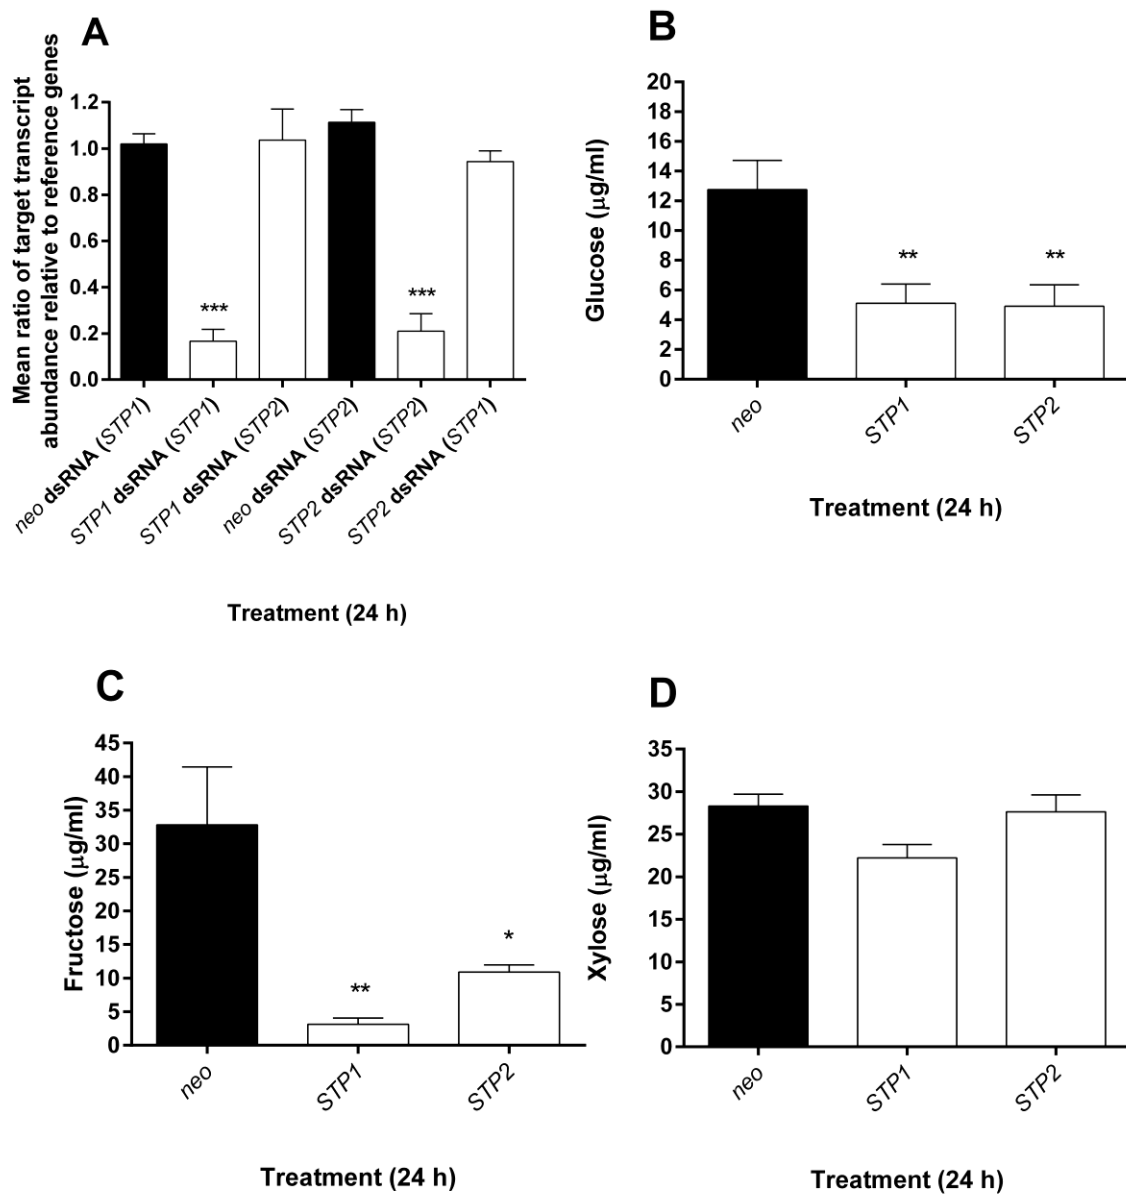 A
Mean ratio of target transcript
abundance relative to reference genes
1.2
1.0
0.8
0.6
0.4
0.2
0.0
***
***
neo dsRNA (STP1)
STP1 dsRNA (STP1)
STP1 dsRNA (STP2)
neo dsRNA (STP2)
STP2 dsRNA (STP2)
STP2 dsRNA (STP1)
Treatment (24 h)
B
Glucose (μg/ml)
20
18
16
14
12
10
8
6
4
2
0
**
**
neo
STP1
STP2
Treatment (24 h)
C
Fructose (μg/ml)
45
40
35
30
25
20
15
10
5
0
**
*
neo
STP1
STP2
Treatment (24 h)
D
Xylose (μg/ml)
35
30
25
20
15
10
5
0
neo
STP1
STP2
Treatment (24 h)